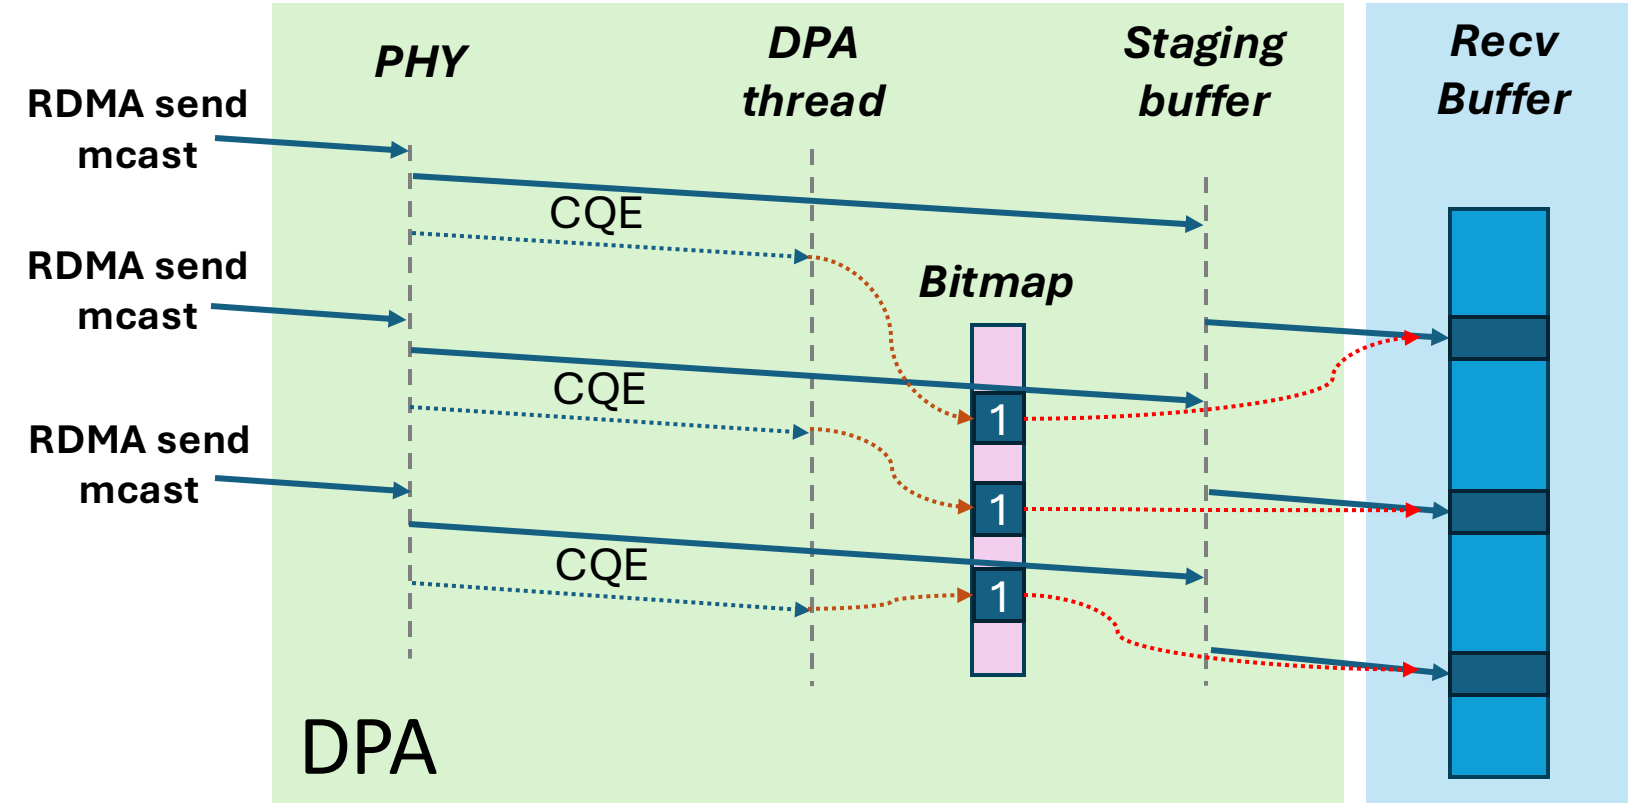 PHY
DPA
thread
Staging
buffer
Recv
Buffer
RDMA send
mcast
CQE
RDMA send
mcast
Bitmap
CQE
1
RDMA send
mcast
1
CQE
1
DPA